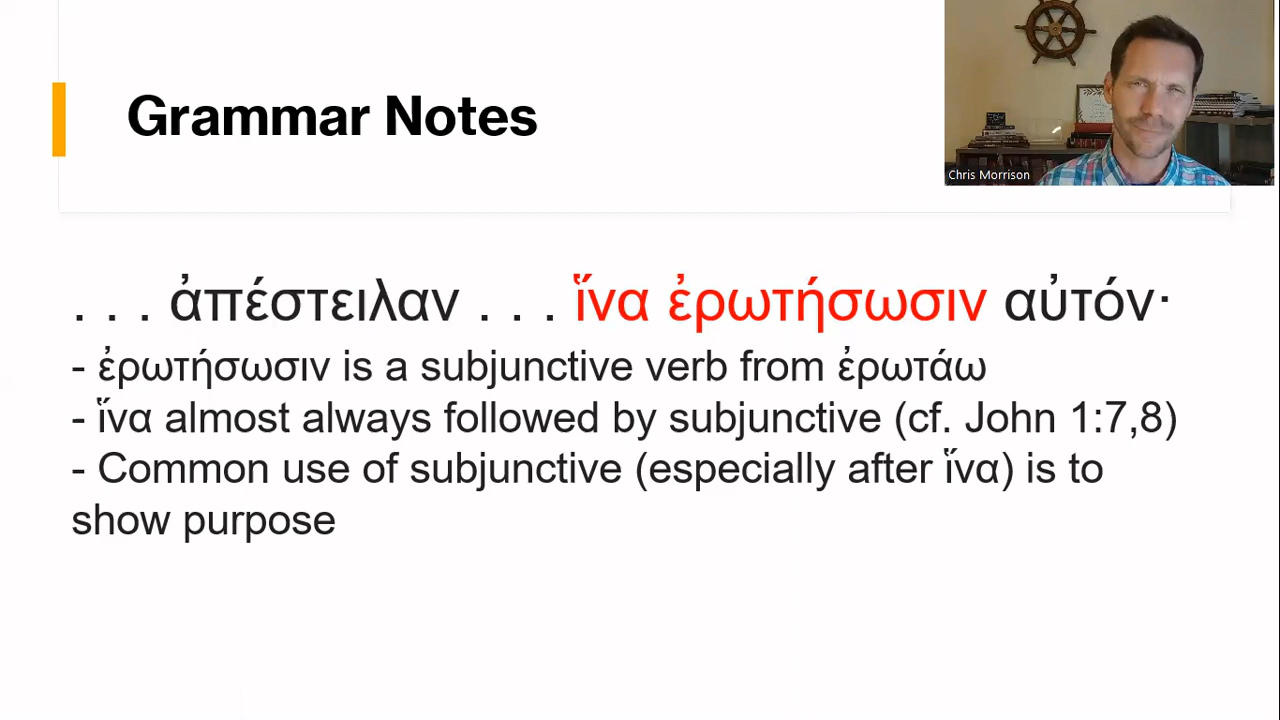 Grammar Notes
Chris Morrison
. . . ἀπέστειλαν . . . ἵνα ἐρωτήσωσιν αὐτόν·
- ἐρωτήσωσιν is a subjunctive verb from ἐρωτάω
- ἵνα almost always followed by subjunctive (cf. John 1:7,8)
- Common use of subjunctive (especially after ἵνα) is to
show purpose